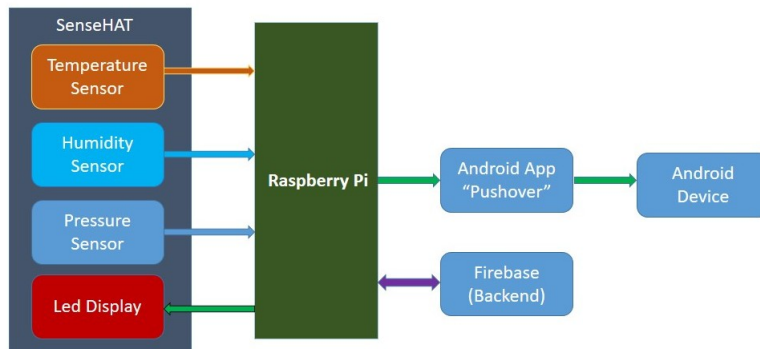 SenseHAT
Temperature
Sensor
Humidity
Sensor
Pressure
Sensor
Led Display
Raspberry Pi
Android App
“Pushover”
Android
Device
Firebase
(Backend)